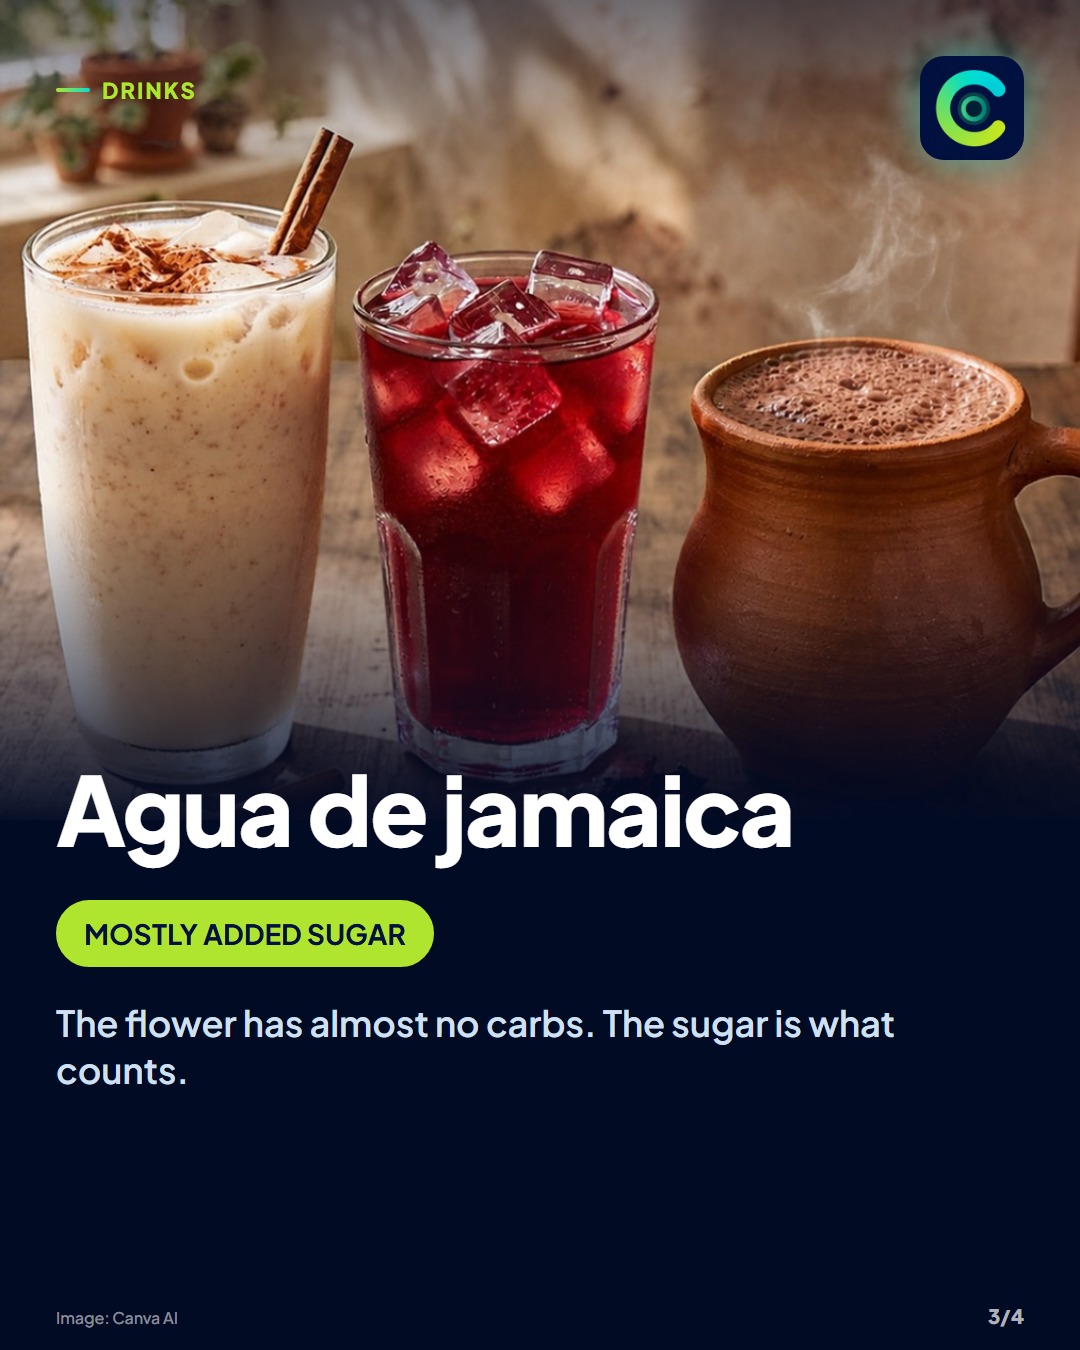 DRINKS
Agua de jamaica
MOSTLY ADDED SUGAR
The flower has almost no carbs. The sugar is what
counts.
Image: Canva AI
3/4